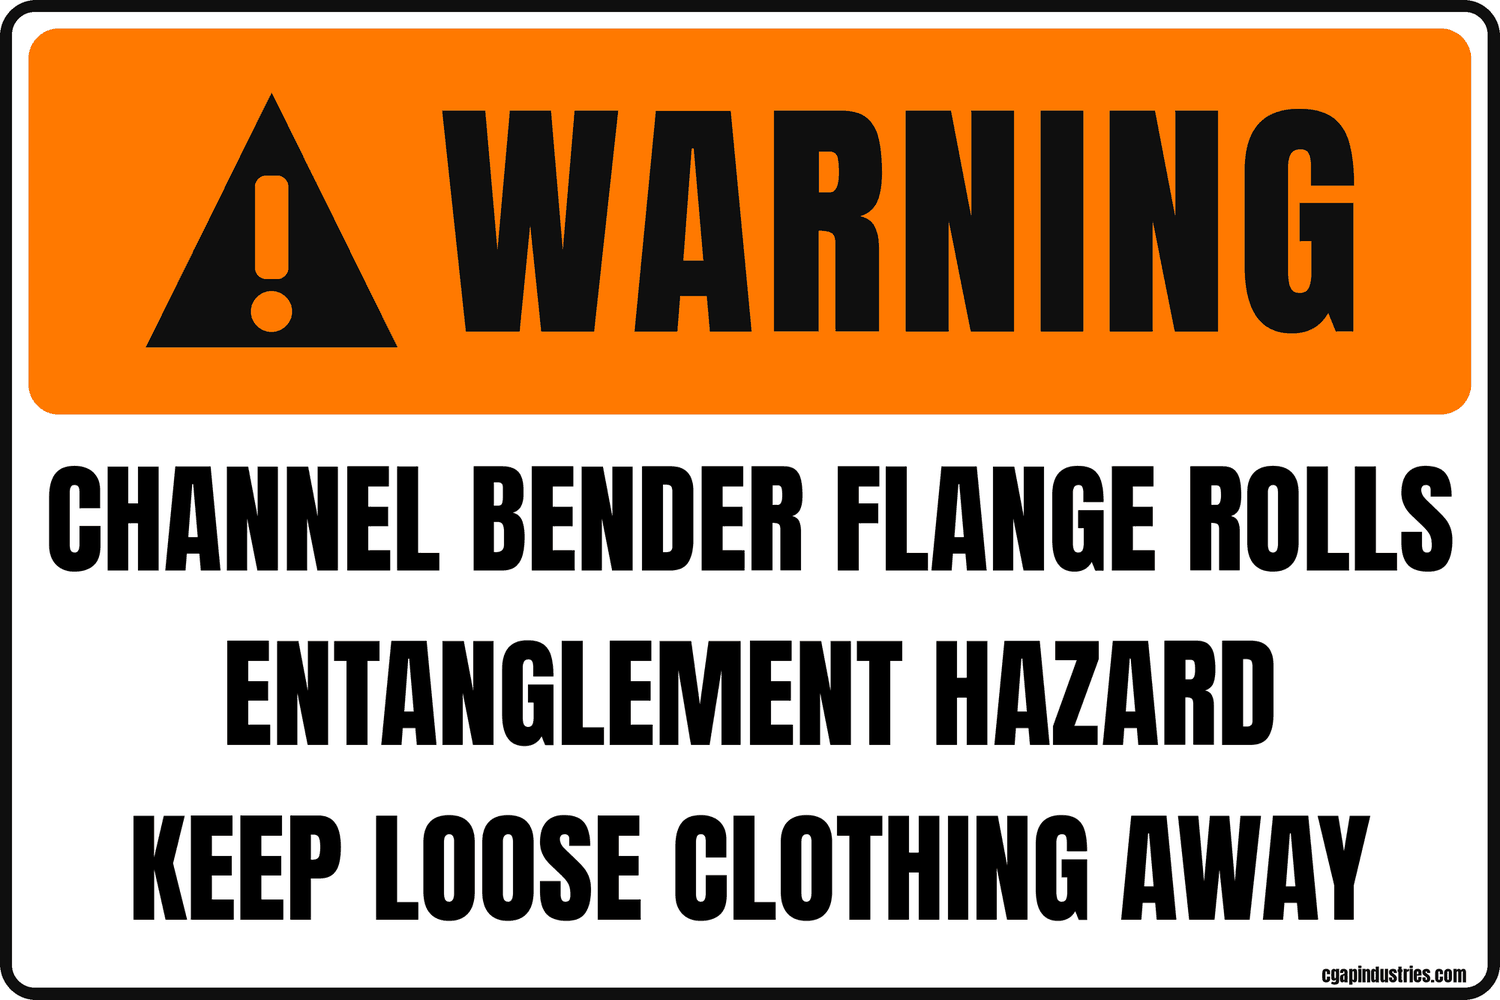 WARNING
CHANNEL BENDER FLANGE ROLLS
ENTANGLEMENT HAZARD
KEEP LOOSE CLOTHING AWAY
cgapindustries.com